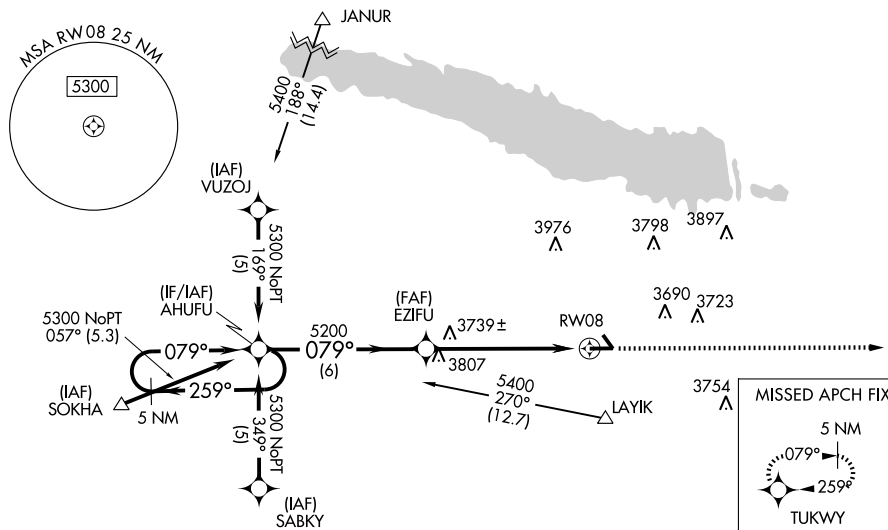 JANUR
MSA RW08 25 NM
5300
5400
188°
(14.4)
(IAF)
VUZOJ
5300 NoPT
169°
(5)
3976
3798
3897
(IF/IAF)
AHUFU
(FAF)
EZIFU
3690
3723
RW08
5300 NoPT
057° (5.3)
079°
5200
079°
(6)
3739±
3807
259°
(IAF)
SOKHA
5 NM
5300 NoPT
349°
(5)
5400
270°
(12.7)
LAYIK
3754
MISSED APCH FIX
5 NM
079°
259°
TUKWY
(IAF)
SABKY